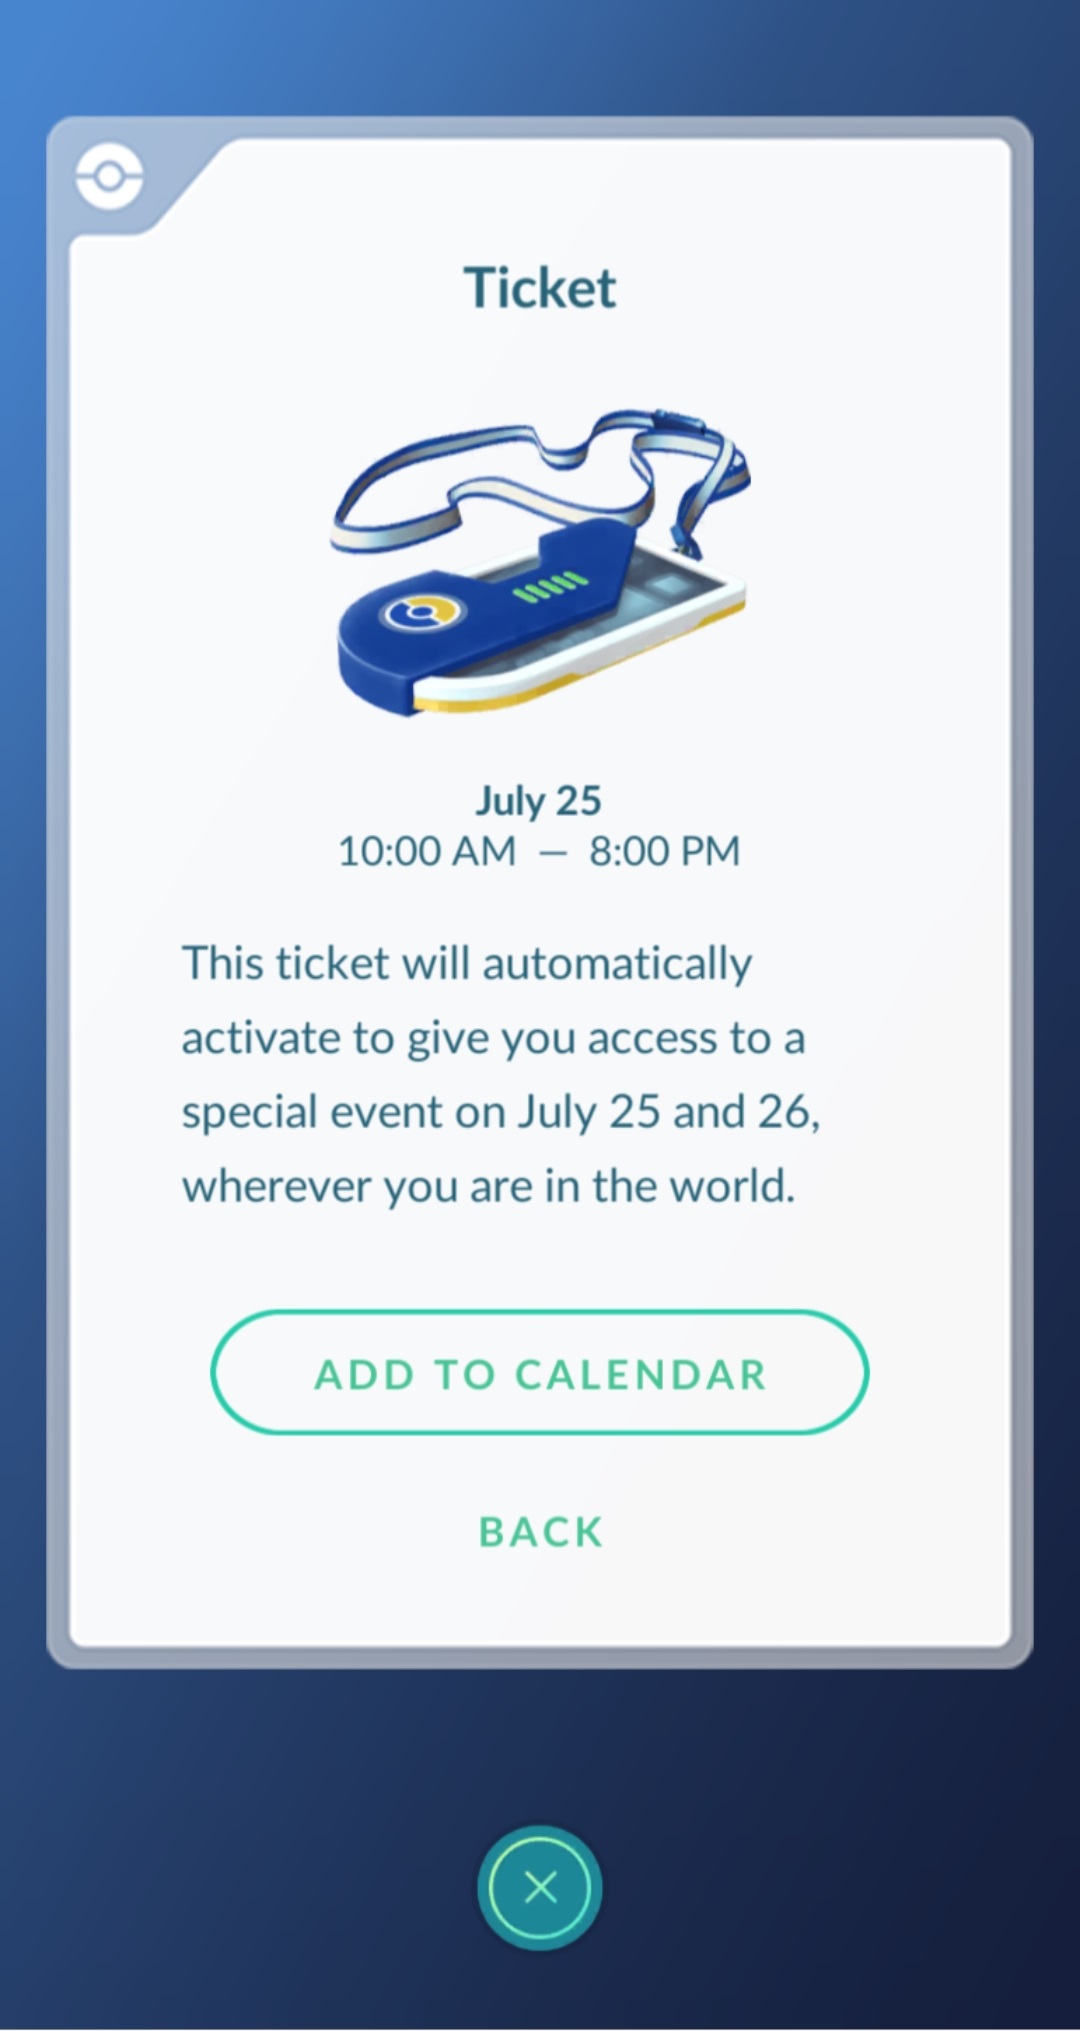 Ticket
July 25
10:00 AM — 8:00 PM
This ticket will automatically
activate to give you access to a
special event on July 25 and 26,
wherever you are in the world.
ADD TO CALENDAR
BACK